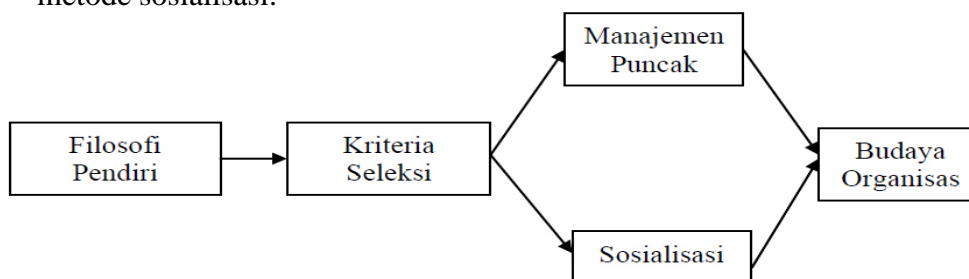 metode sosialisasi.
Manajemen
Puncak
Filosofi
Pendiri
Kriteria
Seleksi
Budaya
Organisas
Sosialisasi